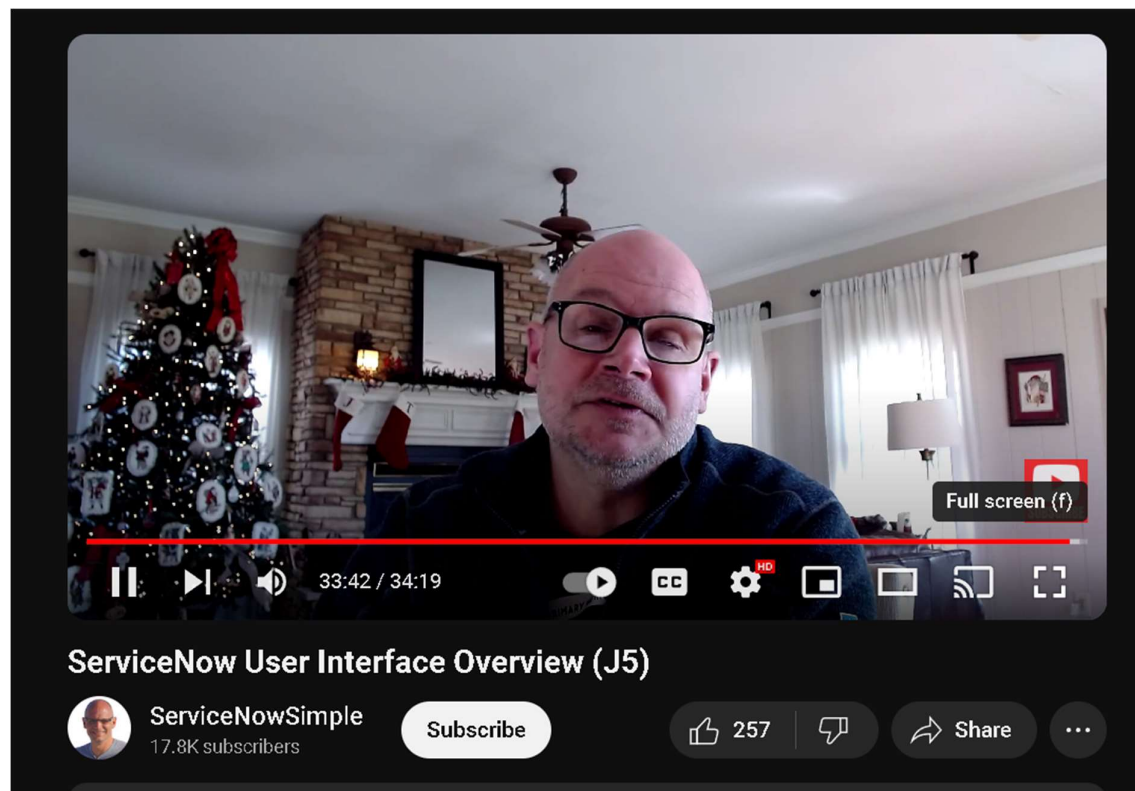 Full screen (f)
33:42 / 34:19
CC
HD
ServiceNow User Interface Overview (J5)
ServiceNowSimple
17.8K subscribers
Subscribe
257
Share